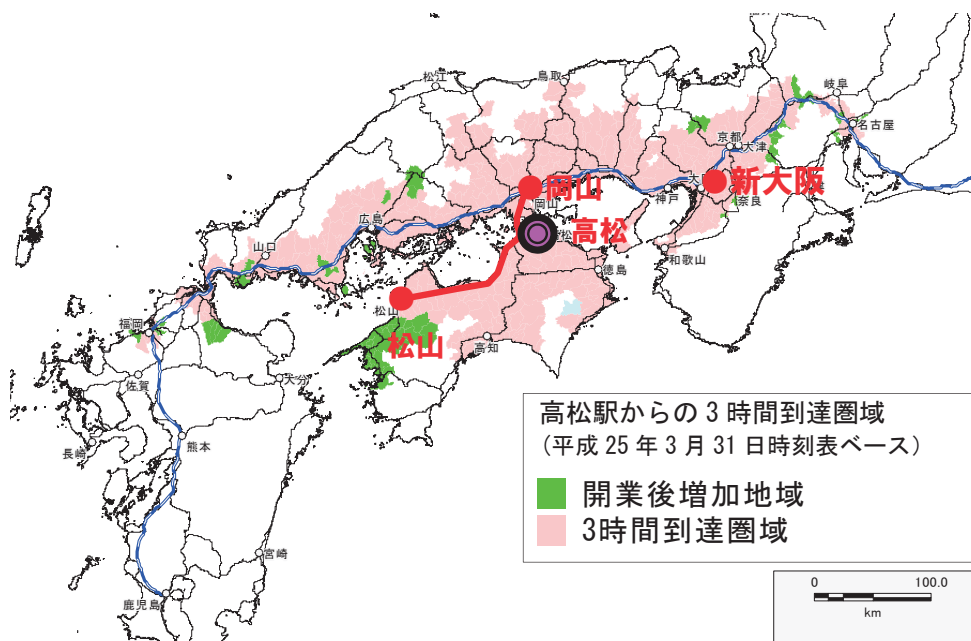 松江
鳥取
岐阜
名古屋
京都
大津
新大阪
奈良
神戸
和歌山
岡山
岡山
高松
徳島
広島
山口
松山
松山
高知
福岡
佐賀
大分
長崎
熊本
宮崎
鹿児島
高松駅からの3時間到達圏域
(平成25年3月31日時刻表ベース)
開業後増加地域
3時間到達圏域
0 100.0
km